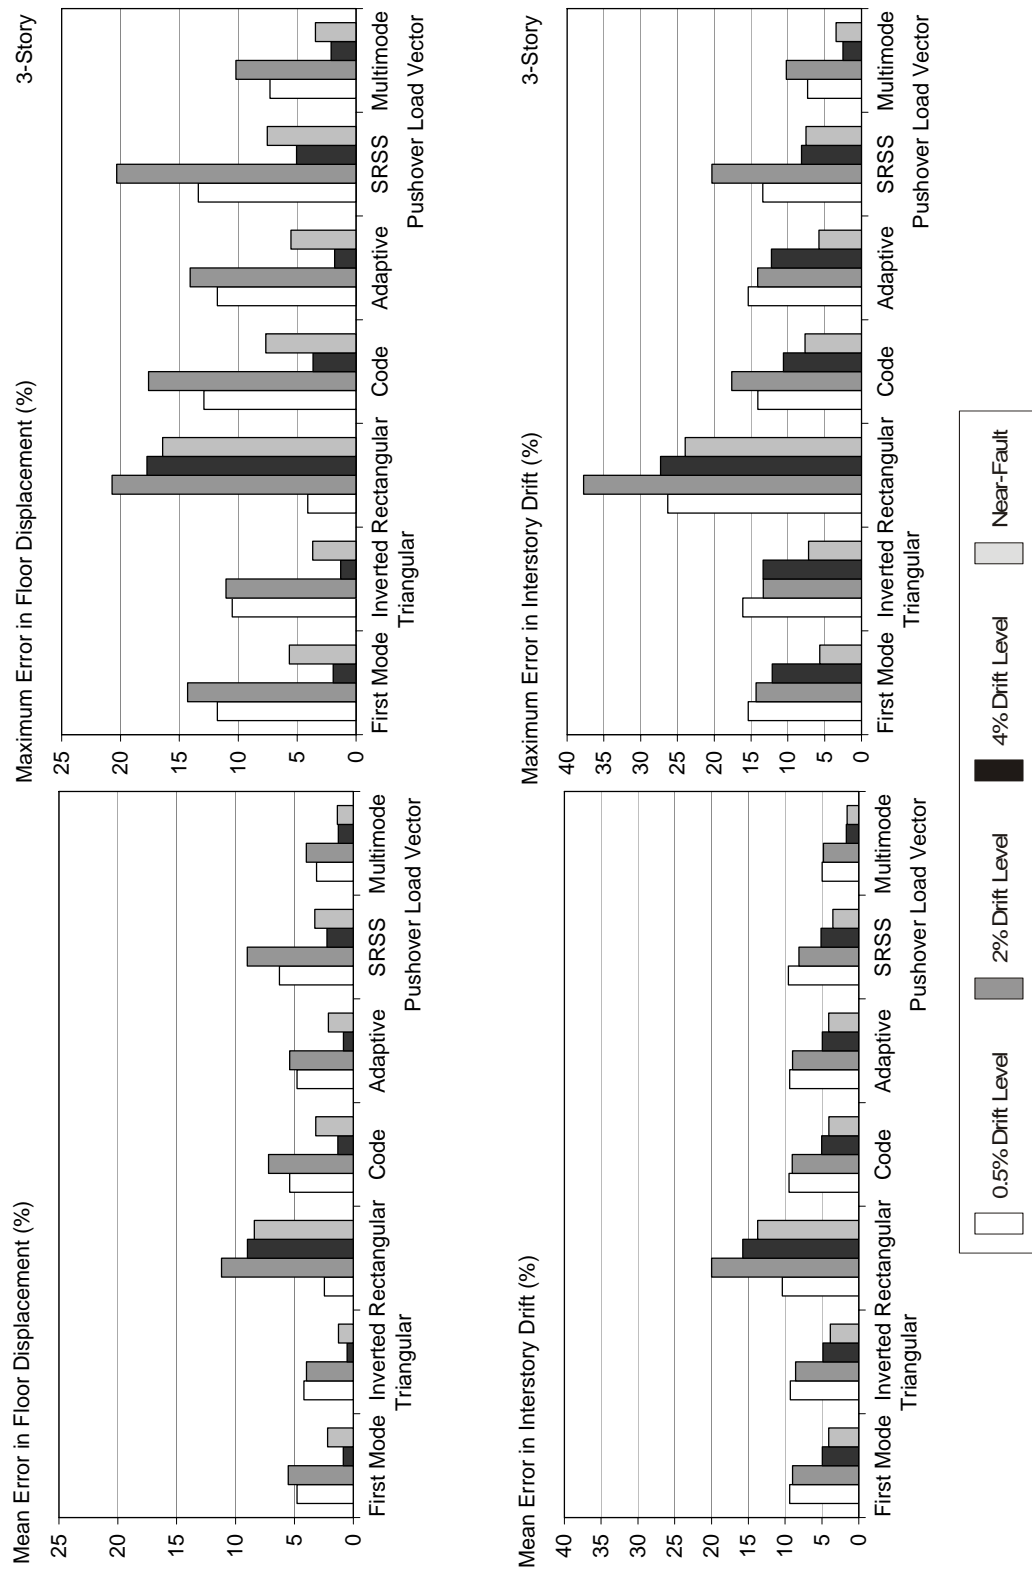 Mean Error in Floor Displacement (%)
25
20
15
10
5
0
First Mode Inverted Rectangular Code Adaptive SRSS Multimode
Triangular
Pushover Load Vector
Maximum Error in Floor Displacement (%)
3-Story
25
20
15
10
5
0
First Mode Inverted Rectangular Code Adaptive SRSS Multimode
Triangular
Pushover Load Vector
Mean Error in Interstory Drift (%)
40
35
30
25
20
15
10
5
0
First Mode Inverted Rectangular Code Adaptive SRSS Multimode
Triangular
Pushover Load Vector
Maximum Error in Interstory Drift (%)
3-Story
40
35
30
25
20
15
10
5
0
First Mode Inverted Rectangular Code Adaptive SRSS Multimode
Triangular
Pushover Load Vector
0.5% Drift Level 2% Drift Level 4% Drift Level Near-Fault